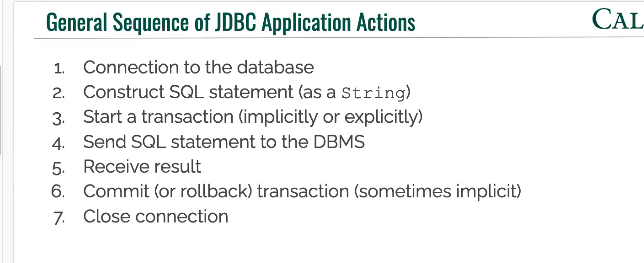 General Sequence of JDBC Application Actions
CAL
1. Connection to the database
2. Construct SQL statement (as a String)
3. Start a transaction (implicitly or explicitly)
4. Send SQL statement to the DBMS
5. Receive result
6. Commit (or rollback) transaction (sometimes implicit)
7. Close connection